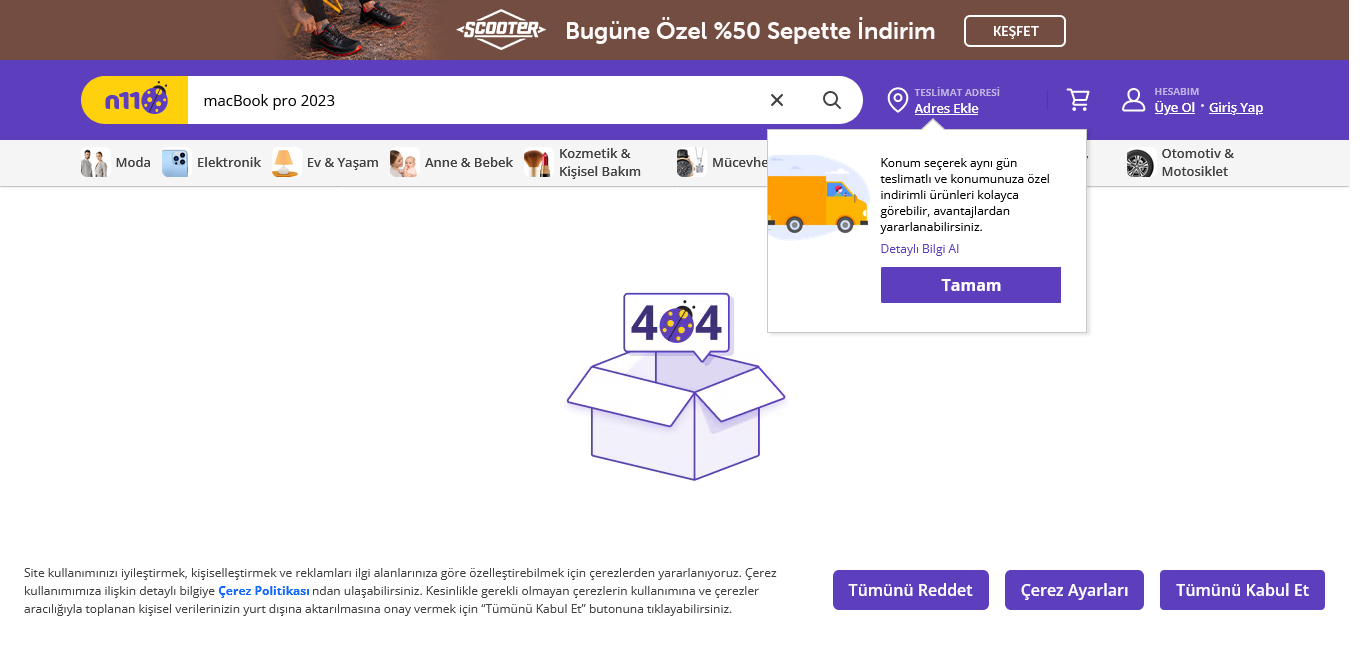 SCOOTER
Bugüne Özel %50 Sepette İndirim
KEŞFET
n11
macBook pro 2023
TESLİMAT ADRESİ
Adres Ekle
HESABIM
Üye Ol · Giriş Yap
Moda
Elektronik
Ev & Yaşam
Anne & Bebek
Kozmetik &
Kişisel Bakım
Mücevhe
Otomotiv &
Motosiklet
Konum seçerek aynı gün
teslimatlı ve konumunuza özel
indirimli ürünleri kolayca
görebilir, avantajlardan
yararlanabilirsiniz.
Detaylı Bilgi Al
Tamam
404
Site kullanımınızı iyileştirmek, kişiselleştirmek ve reklamları ilgi alanlarınıza göre özelleştirebilmek için çerezlerden yararlanıyoruz. Çerez
kullanımımıza ilişkin detaylı bilgiye Çerez Politikası ndan ulaşabilirsiniz. Kesinlikle gerekli olmayan çerezlerin kullanımına ve çerezler
aracılığıyla toplanan kişisel verilerinizin yurt dışına aktarılmasına onay vermek için “Tümünü Kabul Et” butonuna tıklayabilirsiniz.
Tümünü Reddet
Çerez Ayarları
Tümünü Kabul Et